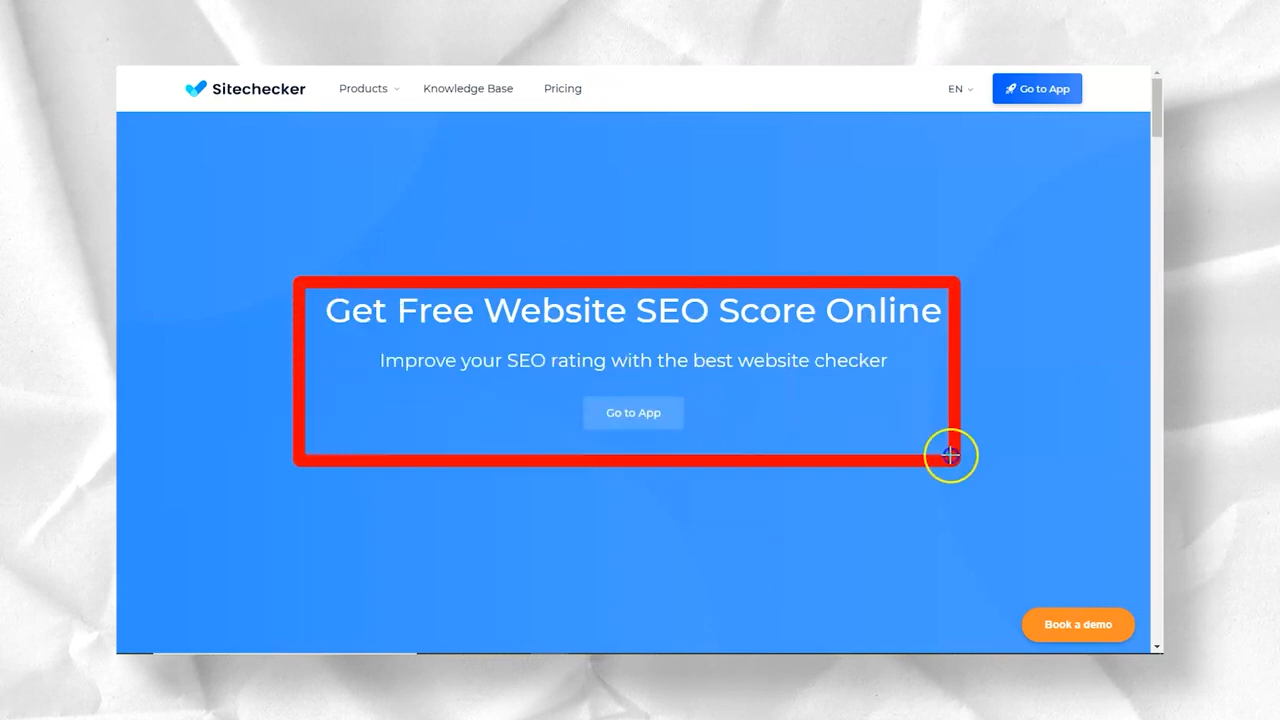 Sitechecker Products Knowledge Base Pricing EN Go to App
Get Free Website SEO Score Online
Improve your SEO rating with the best website checker
Go to App
Book a demo